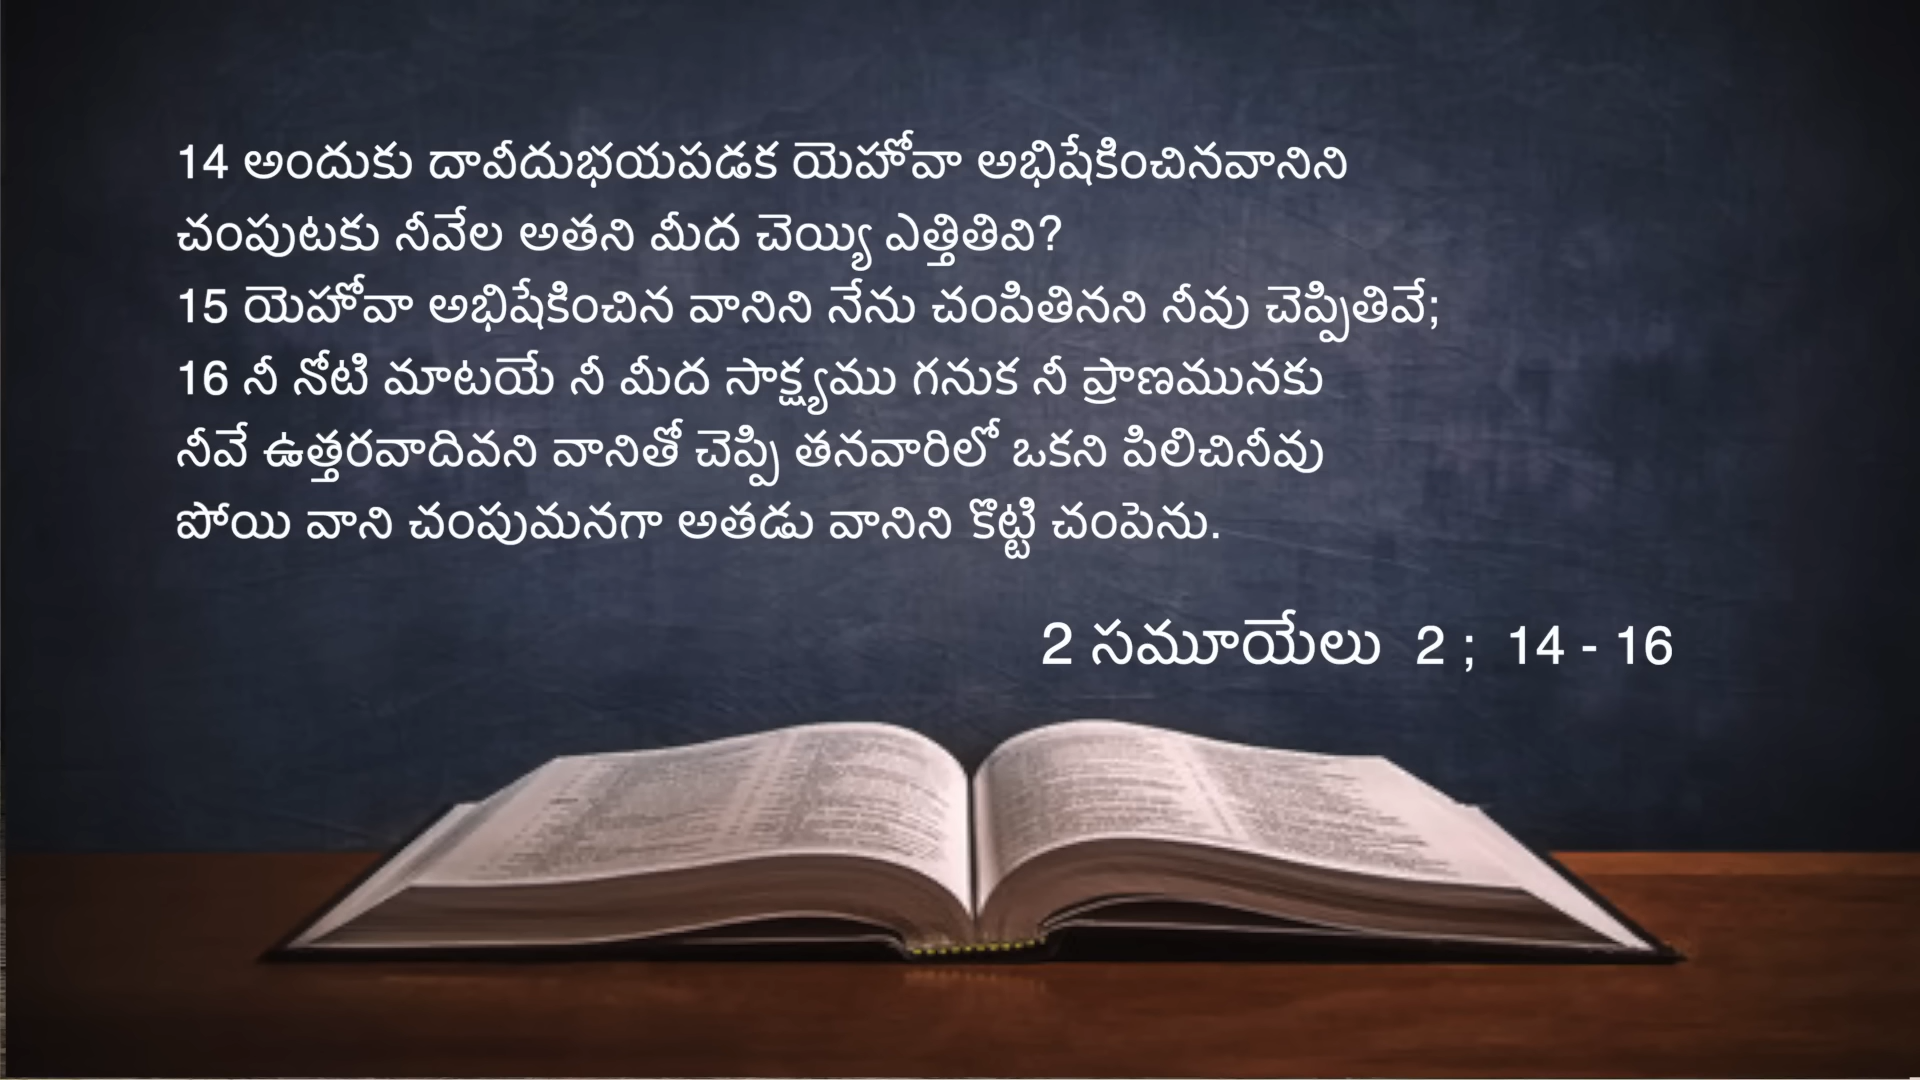 14 అందుకు దావీదుభయపడక యెహోవా అభిషేకించినవానిని
చంపుటకు నీవేల అతని మీద చెయ్యి ఎత్తితివి?
15 యెహోవా అభిషేకించిన వానిని నేను చంపితినని నీవు చెప్పితివే;
16 నీ నోటి మాటయే నీ మీద సాక్ష్యము గనుక నీ ప్రాణమునకు
నీవే ఉత్తరవాదివని వానితో చెప్పి తనవారిలో ఒకని పిలిచినీవు
పోయి వాని చంపుమనగా అతడు వానిని కొట్టి చంపెను.
2 సమూయేలు  2 ;  14 - 16